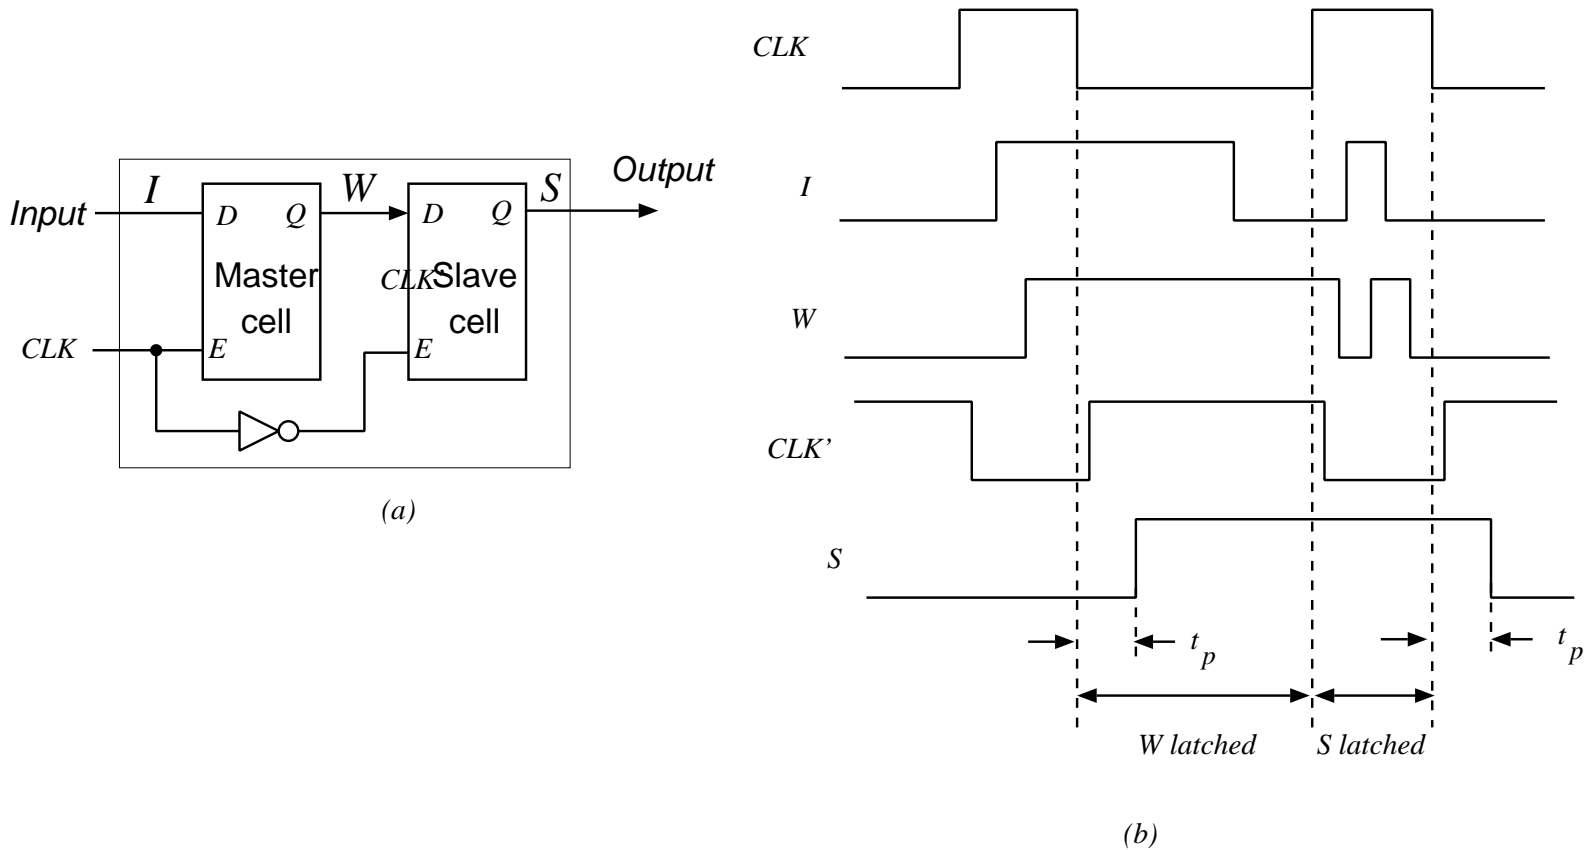 I
W
S
Output
Input
D
Q
D
Q
Master
cell
CLK'
Slave
cell
CLK
E
E
(a)
CLK
I
W
CLK’
S
t p
t p
W latched
S latched
(b)